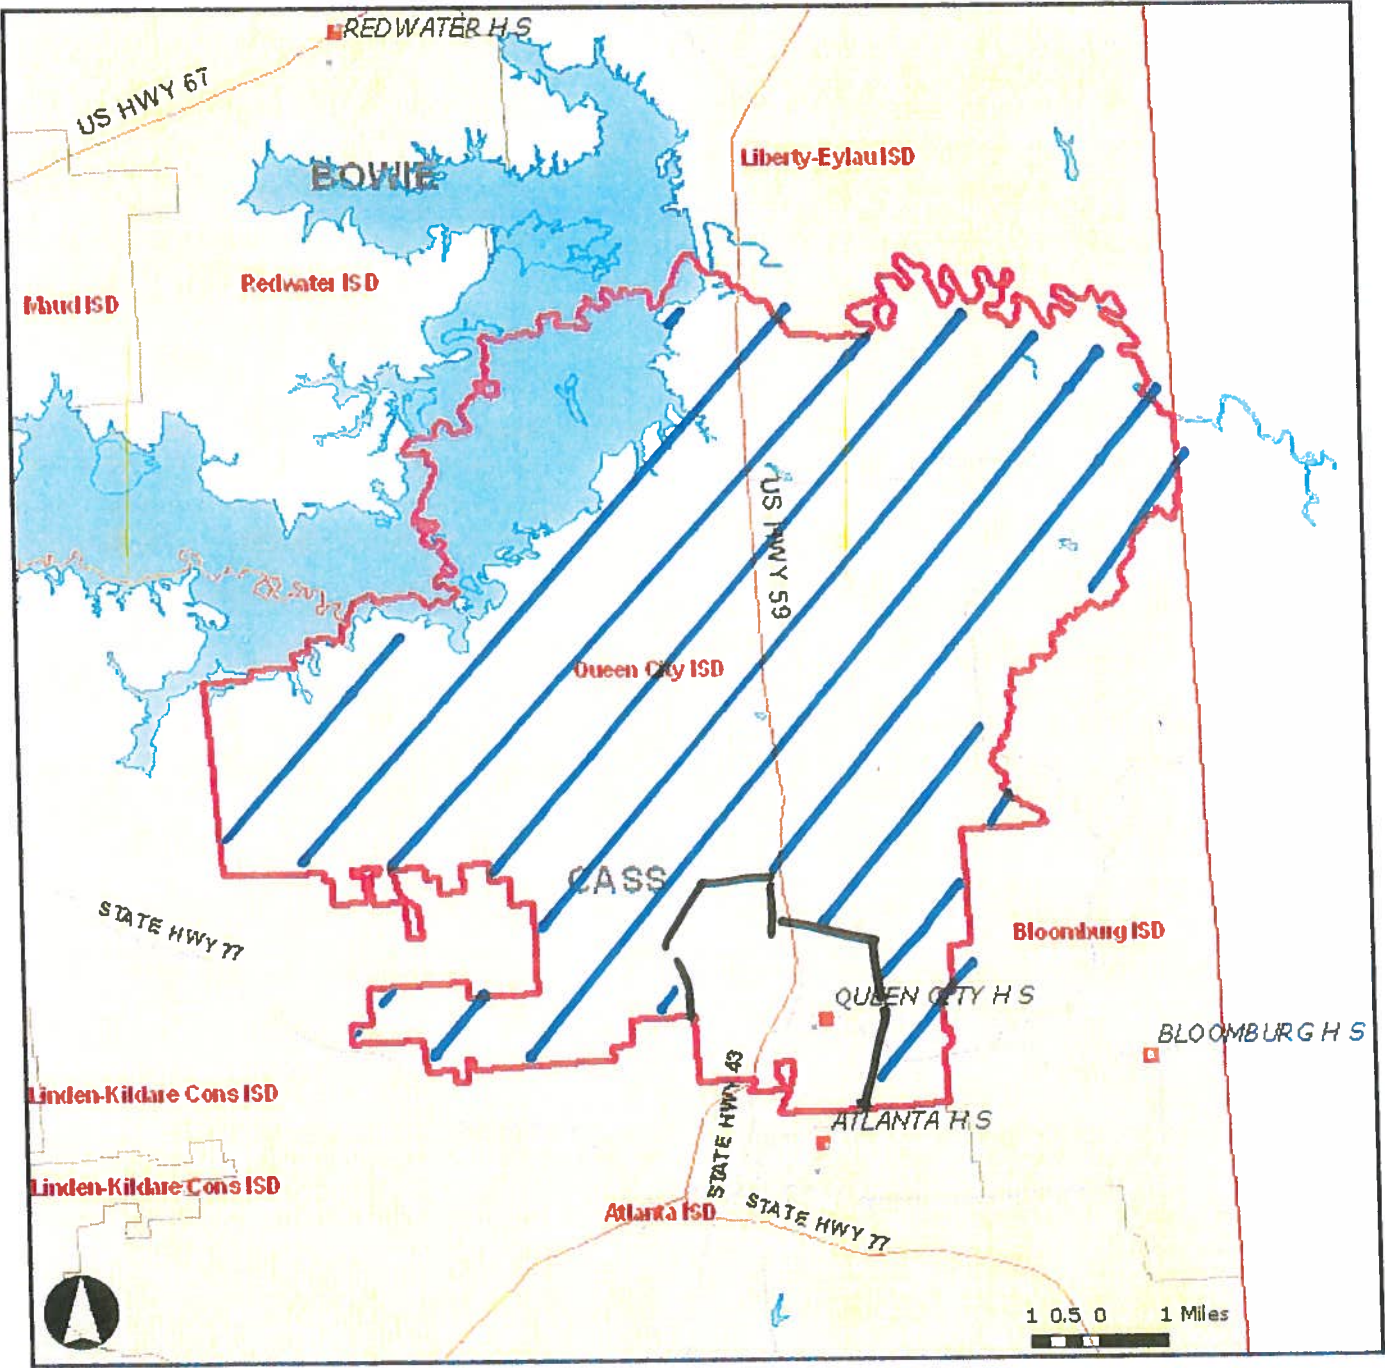 REDWATER H S
US HWY 67
Liberty-Eylau ISD
BOWIE
Redwater ISD
Maud ISD
US HWY 59
Queen City ISD
CASS
STATE HWY 77
Bloomburg ISD
QUEEN CITY H S
BLOOMBURG H S
STATE HWY 43
Linden-Kildare Cons ISD
ATLANTA H S
Linden-Kildare Cons ISD
Atlanta ISD
STATE HWY 77
1 0.5 0 1 Miles